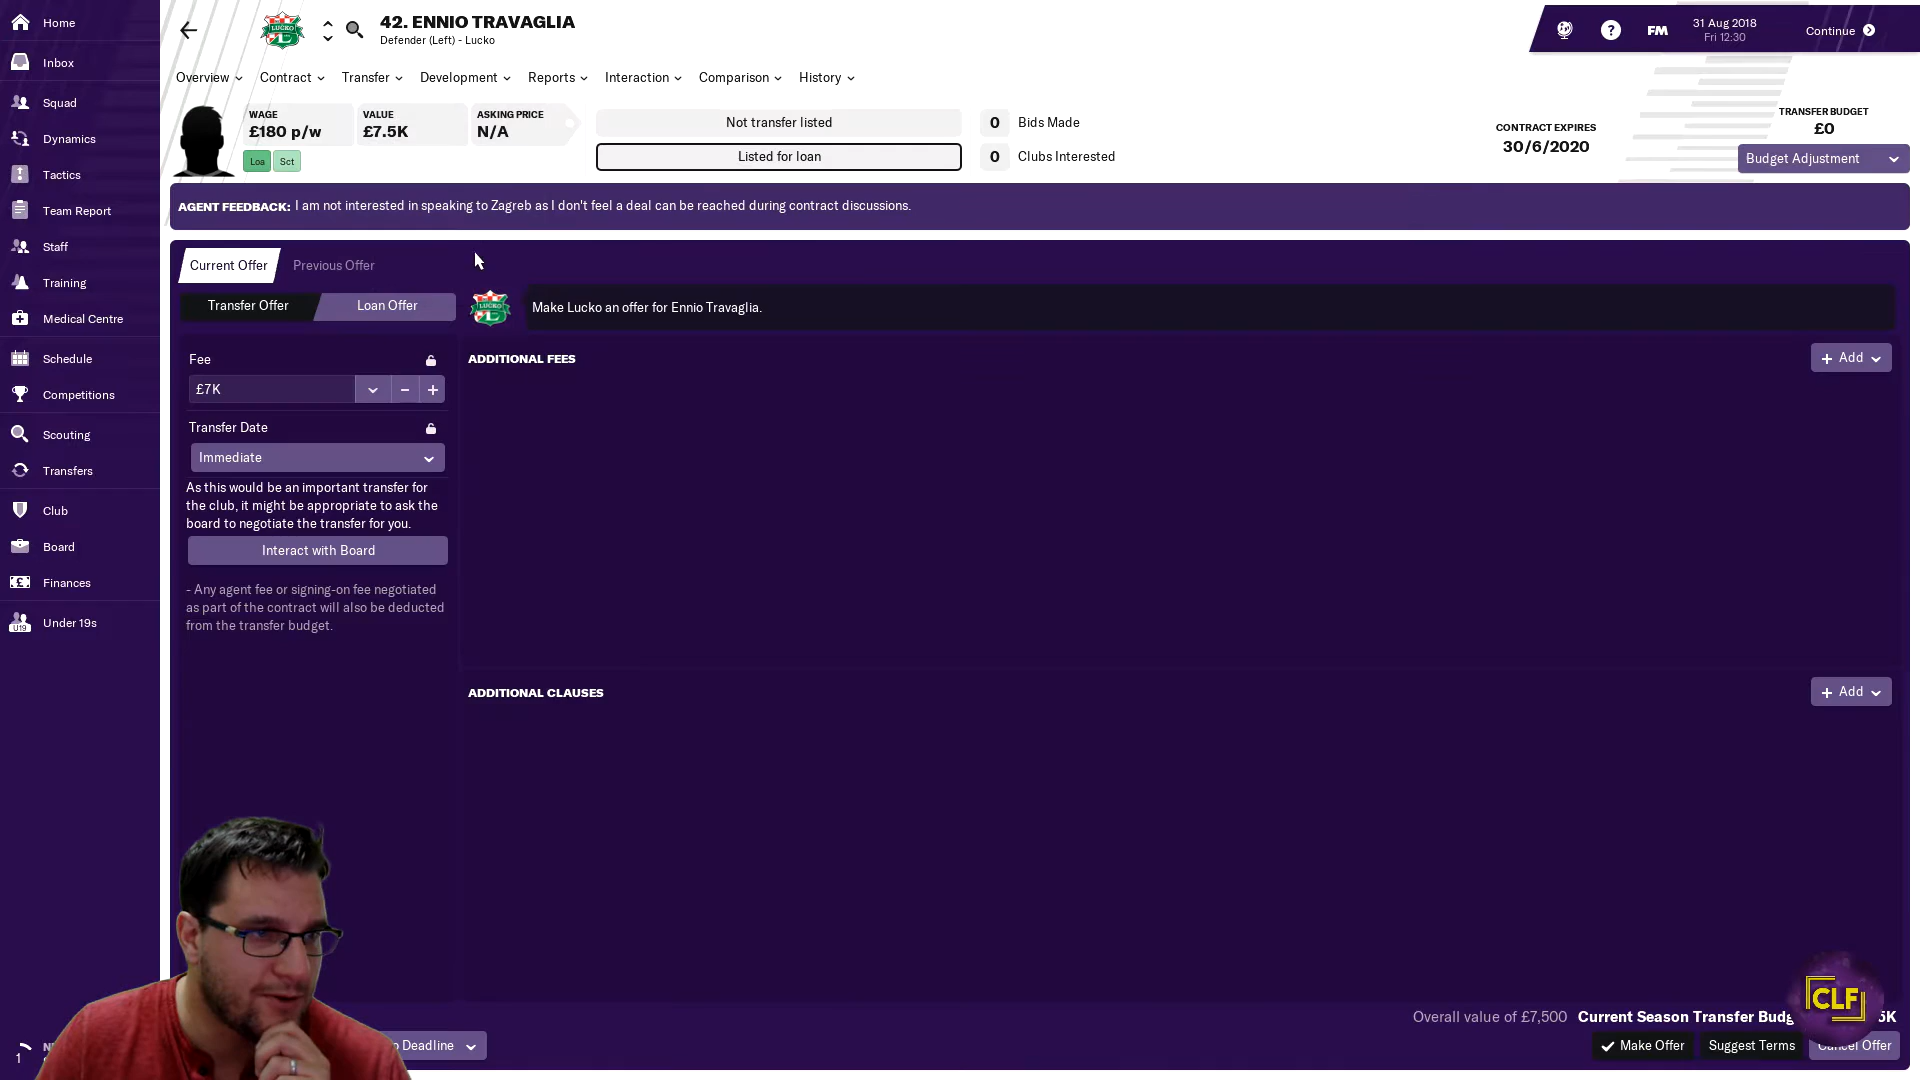 Home
Inbox
Squad
Dynamics
Tactics
Team Report
Staff
Training
Medical Centre
Schedule
Competitions
Scouting
Transfers
Club
Board
Finances
U19
Under 19s
42. ENNIO TRAVAGLIA
Defender (Left) - Lucko
? FM
31 Aug 2018
Fri 12:30
Continue
Overview Contract Transfer Development Reports Interaction Comparison History
WAGE
£180 p/w
VALUE
£7.5K
ASKING PRICE
N/A
Loa Sct
Not transfer listed
Listed for loan
0 Bids Made
0 Clubs Interested
CONTRACT EXPIRES
30/6/2020
TRANSFER BUDGET
£0
Budget Adjustment
AGENT FEEDBACK: I am not interested in speaking to Zagreb as I don't feel a deal can be reached during contract discussions.
Current Offer Previous Offer
Transfer Offer Loan Offer
LUCKO
Make Lucko an offer for Ennio Travaglia.
Fee
£7K
Transfer Date
Immediate
As this would be an important transfer for
the club, it might be appropriate to ask the
board to negotiate the transfer for you.
Interact with Board
- Any agent fee or signing-on fee negotiated
as part of the contract will also be deducted
from the transfer budget.
ADDITIONAL FEES
+ Add
ADDITIONAL CLAUSES
+ Add
CLF
Overall value of £7,500 Current Season Transfer
Deadline
Make Offer Suggest Terms Cancel Offer
1